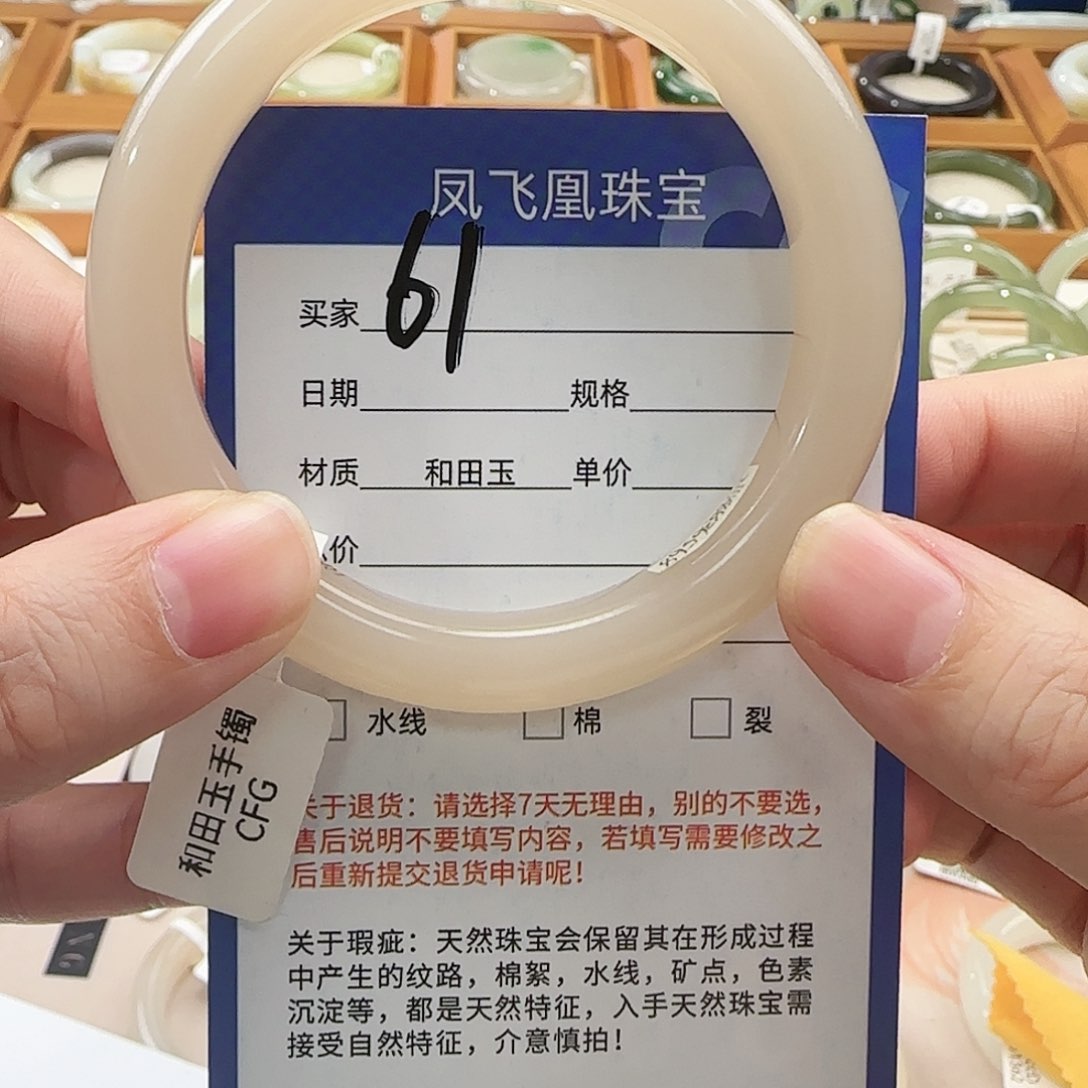 凤飞凰珠宝
买家 61
日期 规格
材质 和田玉 单价
价
水线 棉 裂
和田玉手镯
CFG
关于退货：请选择7天无理由，别的不要选，
售后说明不要填写内容，若填写需要修改之
后重新提交退货申请呢！
关于瑕疵：天然珠宝会保留其在形成过程
中产生的纹路，棉絮，水线，矿点，色素
沉淀等，都是天然特征，入手天然珠宝需
接受自然特征，介意慎拍！